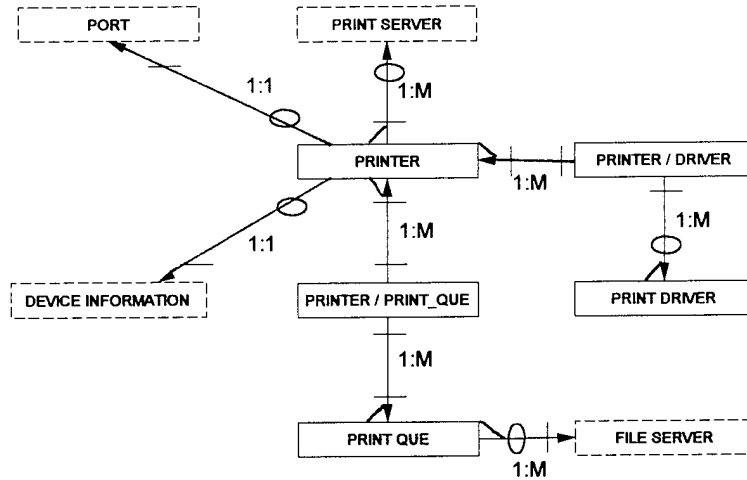 PORT
PRINT SERVER
1:1
1:M
PRINTER
PRINTER / DRIVER
1:M
1:1
1:M
1:M
DEVICE INFORMATION
PRINTER / PRINT_QUE
PRINT DRIVER
1:M
PRINT QUE
FILE SERVER
1:M